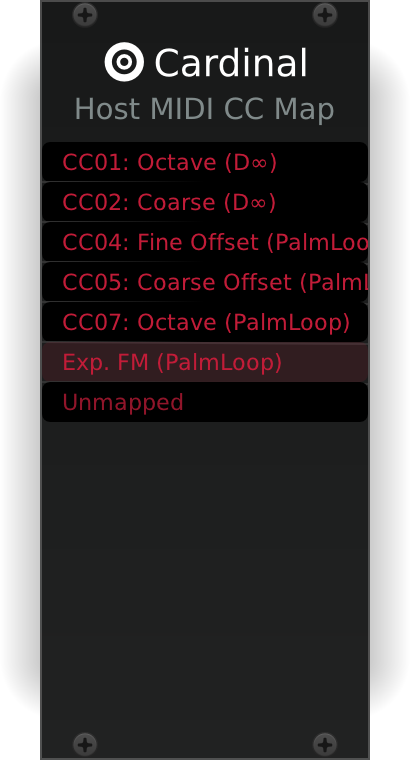 Cardinal
Host MIDI CC Map
CC01: Octave (D∞)
CC02: Coarse (D∞)
CC04: Fine Offset (PalmLoo
CC05: Coarse Offset (PalmL
CC07: Octave (PalmLoop)
Exp. FM (PalmLoop)
Unmapped